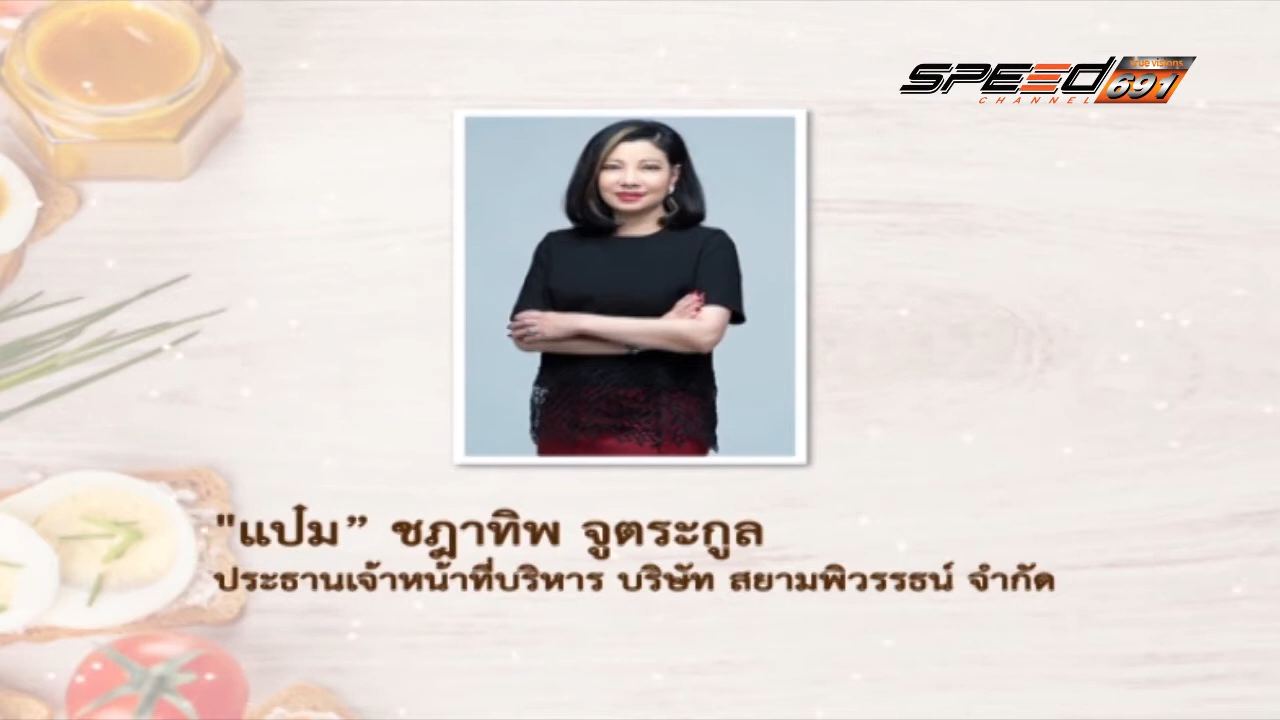 SPEED
CHANNEL
true visions
691
"แป๋ม” ชฎาทิพ จูตระกูล
ประธานเจ้าหน้าที่บริหาร บริษัท สยามพิวรรธน์ จำกัด